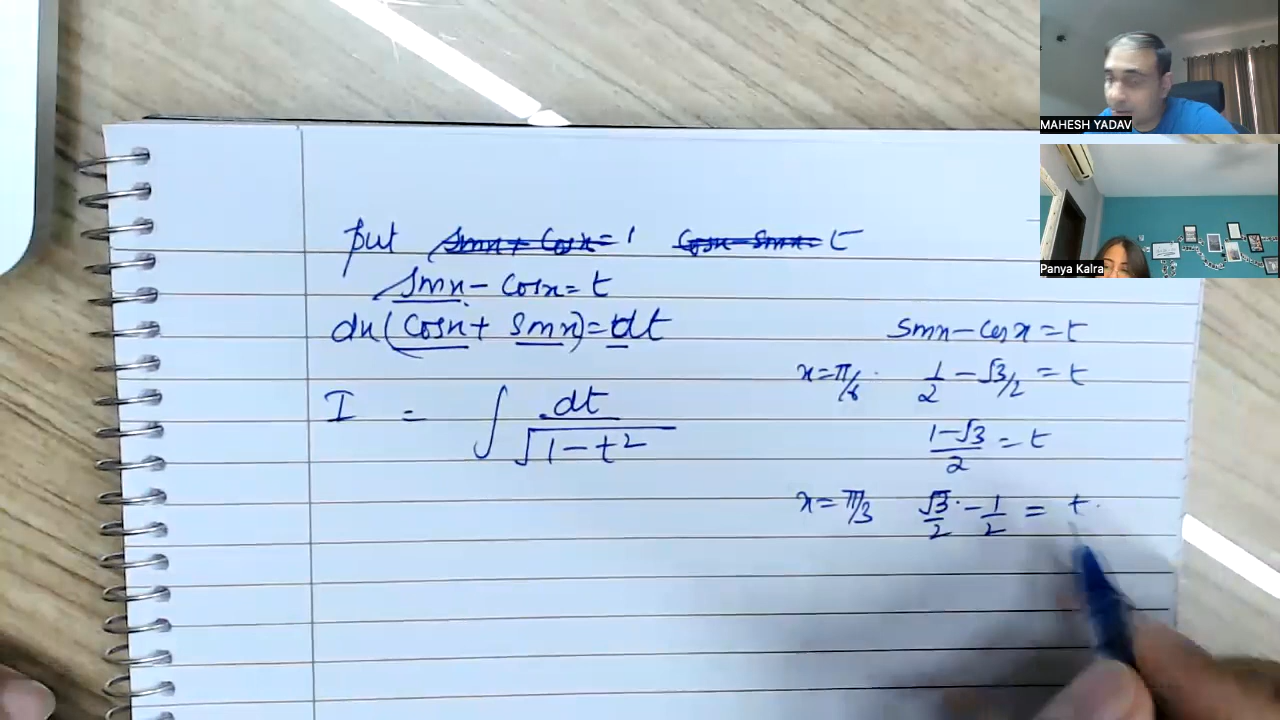 MAHESH YADAV
Panya Kalra
put sinx + cosx = 1 cosx - sinx = t
sinx - cosx = t
dx(cosx + sinx) = dt
I = ∫ dt / √1-t²
sinx - cosx = t
x = π/6 1/2 - √3/2 = t
1-√3 / 2 = t
x = π/3 √3/2 - 1/2 = t